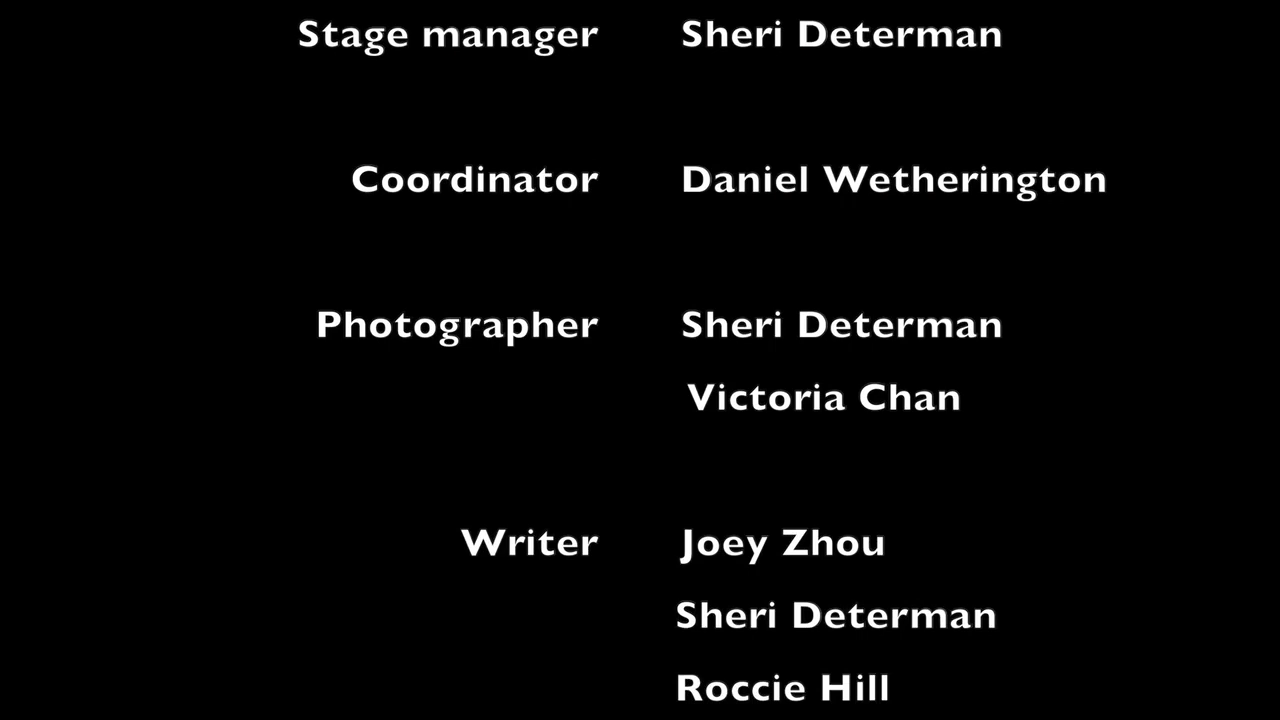 Stage manager Sheri Determan
Coordinator Daniel Wetherington
Photographer Sheri Determan
Victoria Chan
Writer Joey Zhou
Sheri Determan
Roccie Hill